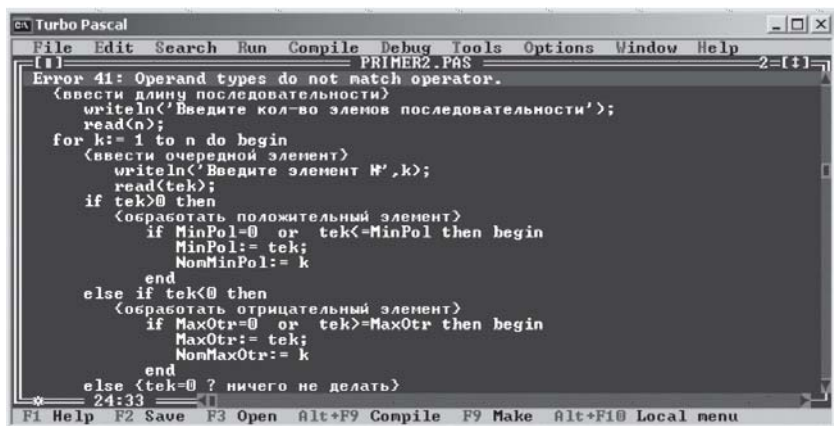 Turbo Pascal
File Edit Search Run Compile Debug Tools Options Window Help
PRIMER2.PAS 2=[↕]
Error 41: Operand types do not match operator.
{ввести длину последовательности}
writeln('Введите кол-во элемов последовательности');
read(n);
for k:= 1 to n do begin
{ввести очередной элемент}
writeln('Введите элемент №',k);
read(tek);
if tek>0 then
{обработать положительный элемент}
if MinPol=0 or tek<=MinPol then begin
MinPol:= tek;
NomMinPol:= k
end
else if tek<0 then
{обработать отрицательный элемент}
if MaxOtr=0 or tek>=MaxOtr then begin
MaxOtr:= tek;
NomMaxOtr:= k
end
else {tek=0 ? ничего не делать}
24:33
F1 Help F2 Save F3 Open Alt+F9 Compile F9 Make Alt+F10 Local menu